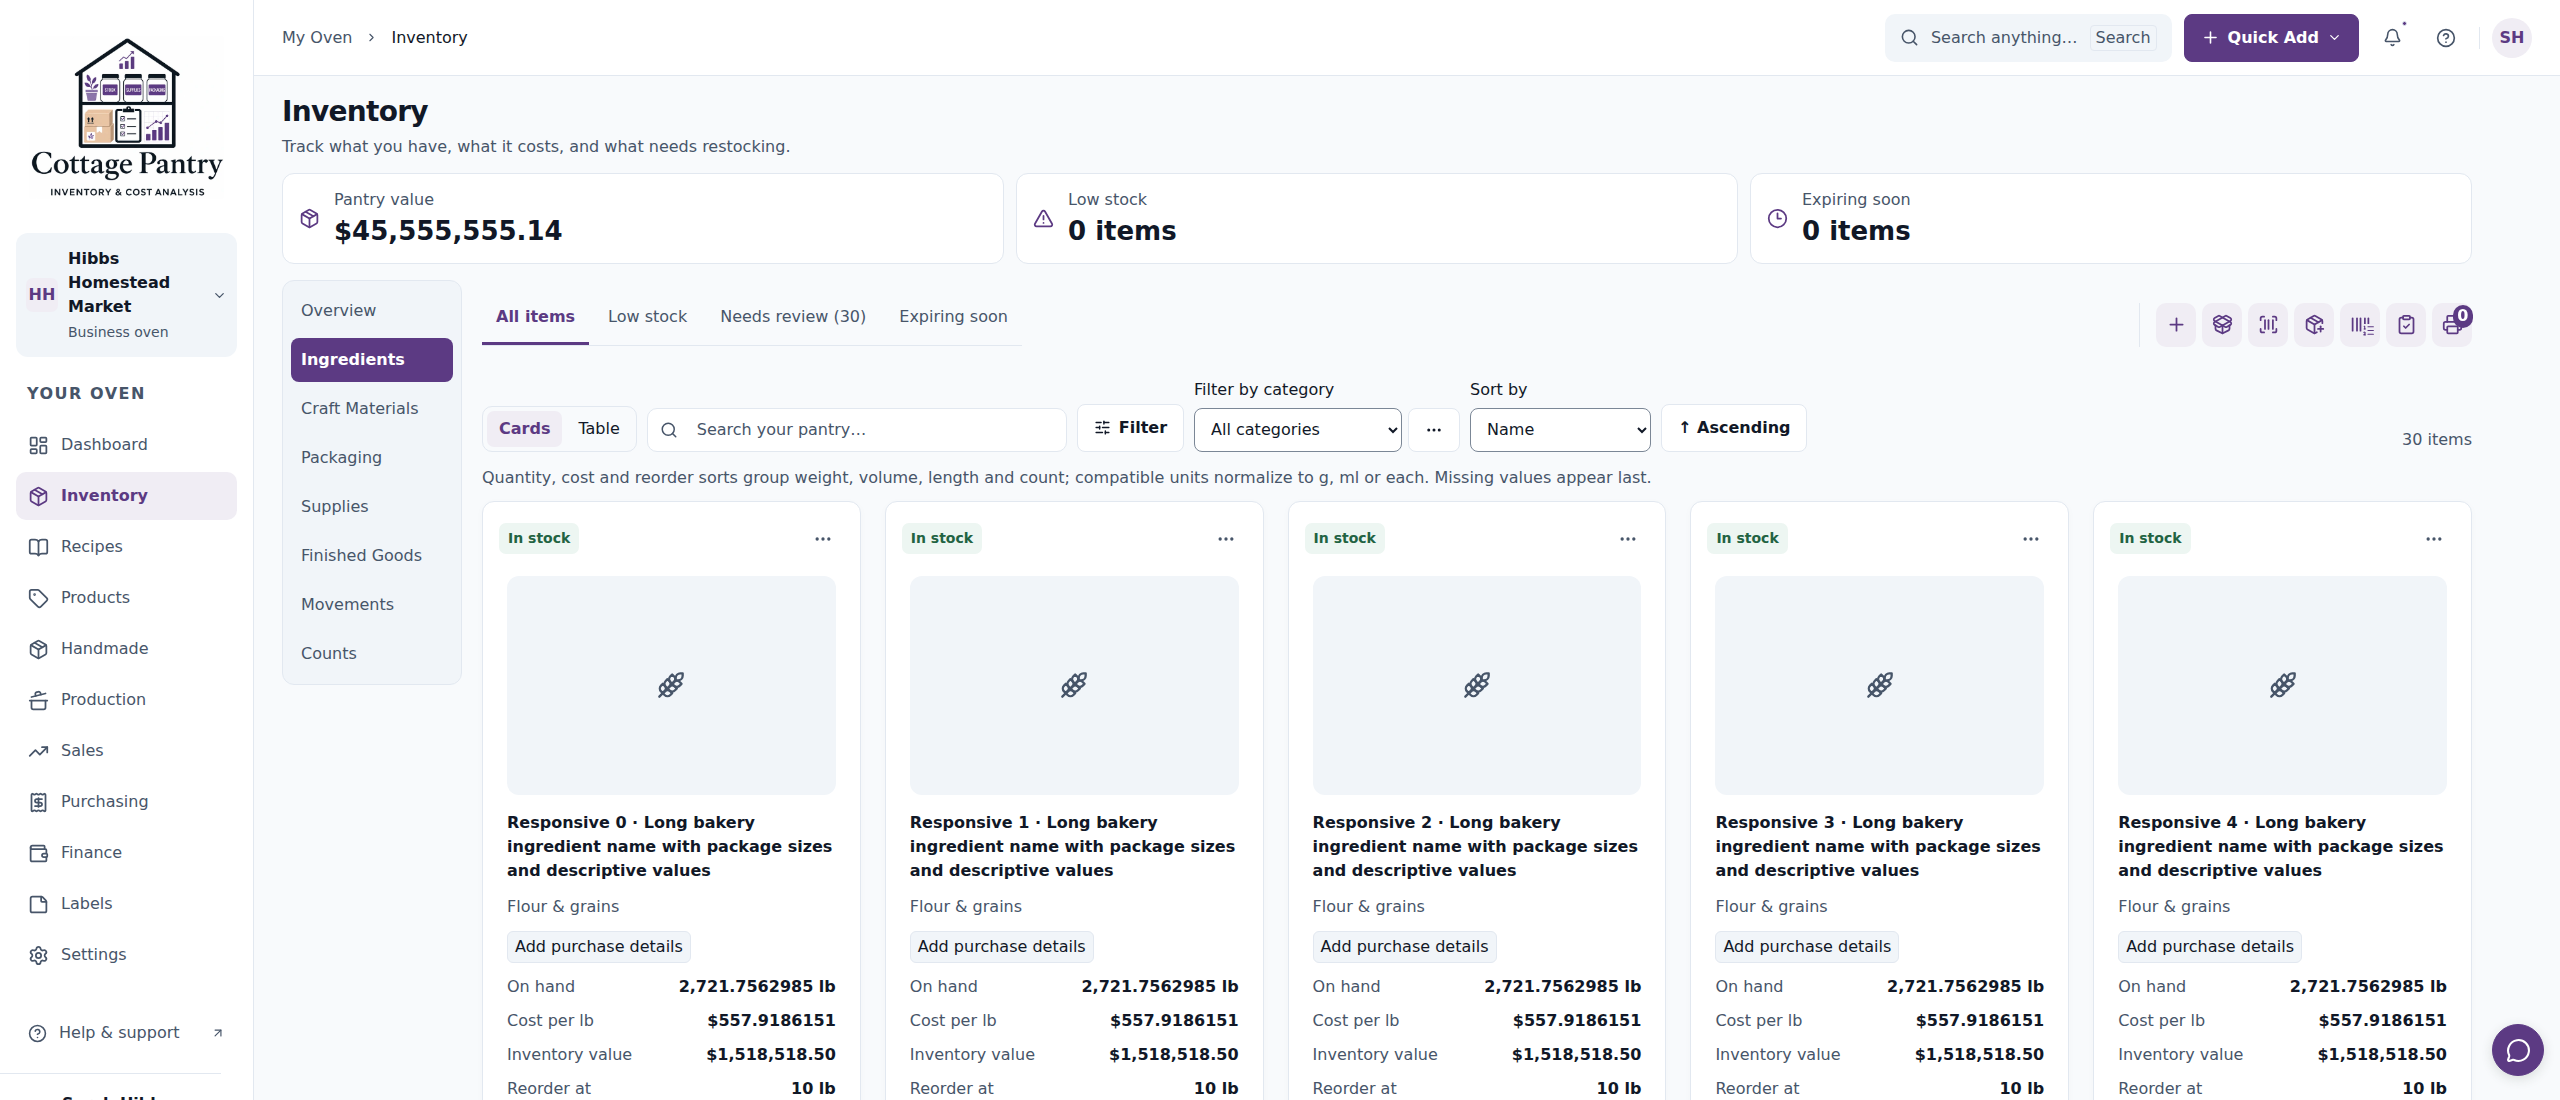 My Oven > Inventory
Search anything... Search
+ Quick Add
SH
Cottage Pantry
INVENTORY & COST ANALYSIS
HH
Hibbs
Homestead
Market
Business oven
YOUR OVEN
Dashboard
Inventory
Recipes
Products
Handmade
Production
Sales
Purchasing
Finance
Labels
Settings
Help & support
Inventory
Track what you have, what it costs, and what needs restocking.
Pantry value
$45,555,555.14
Low stock
0 items
Expiring soon
0 items
Overview
Ingredients
Craft Materials
Packaging
Supplies
Finished Goods
Movements
Counts
All items Low stock Needs review (30) Expiring soon
0
Filter by category Sort by
Cards Table Search your pantry... Filter All categories ... Name ↑ Ascending
30 items
Quantity, cost and reorder sorts group weight, volume, length and count; compatible units normalize to g, ml or each. Missing values appear last.
In stock
Responsive 0 · Long bakery
ingredient name with package sizes
and descriptive values
Flour & grains
Add purchase details
On hand 2,721.7562985 lb
Cost per lb $557.9186151
Inventory value $1,518,518.50
Reorder at 10 lb
In stock
Responsive 1 · Long bakery
ingredient name with package sizes
and descriptive values
Flour & grains
Add purchase details
On hand 2,721.7562985 lb
Cost per lb $557.9186151
Inventory value $1,518,518.50
Reorder at 10 lb
In stock
Responsive 2 · Long bakery
ingredient name with package sizes
and descriptive values
Flour & grains
Add purchase details
On hand 2,721.7562985 lb
Cost per lb $557.9186151
Inventory value $1,518,518.50
Reorder at 10 lb
In stock
Responsive 3 · Long bakery
ingredient name with package sizes
and descriptive values
Flour & grains
Add purchase details
On hand 2,721.7562985 lb
Cost per lb $557.9186151
Inventory value $1,518,518.50
Reorder at 10 lb
In stock
Responsive 4 · Long bakery
ingredient name with package sizes
and descriptive values
Flour & grains
Add purchase details
On hand 2,721.7562985 lb
Cost per lb $557.9186151
Inventory value $1,518,518.50
Reorder at 10 lb